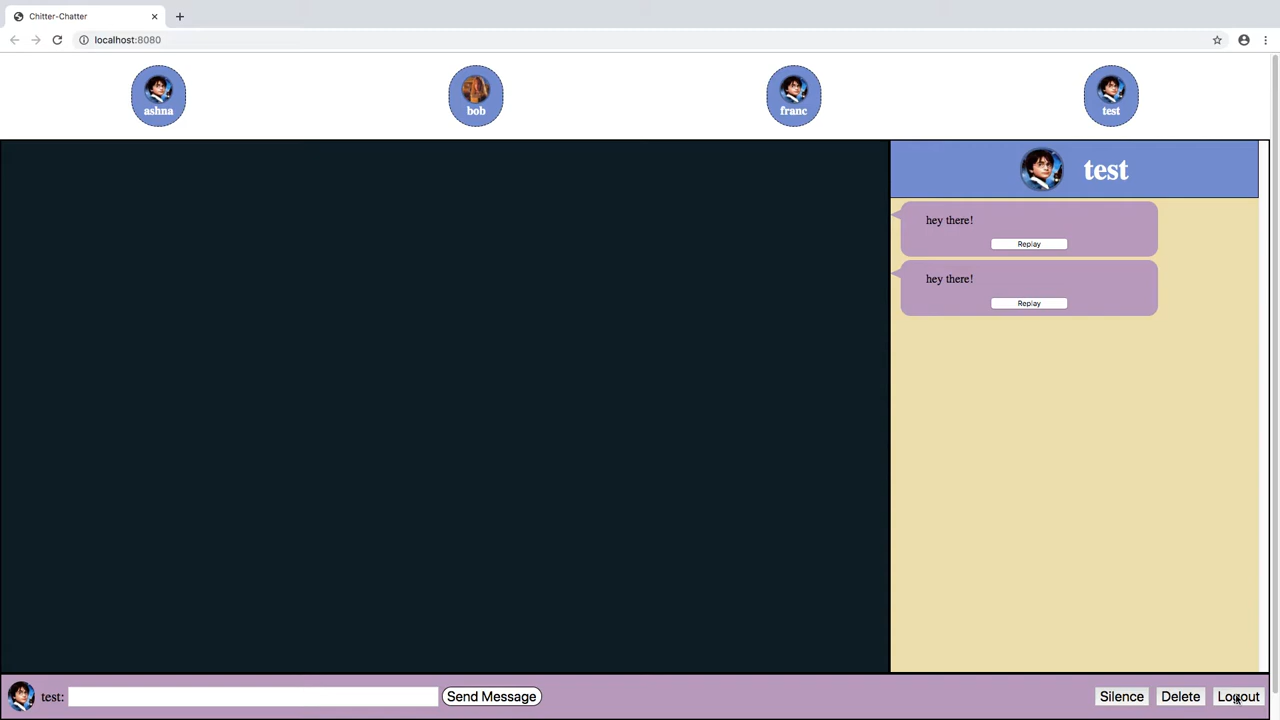 Chitter-Chatter
localhost:8080
ashna
bob
franc
test
test
hey there!
Replay
hey there!
Replay
test:
Send Message
Silence
Delete
Logout